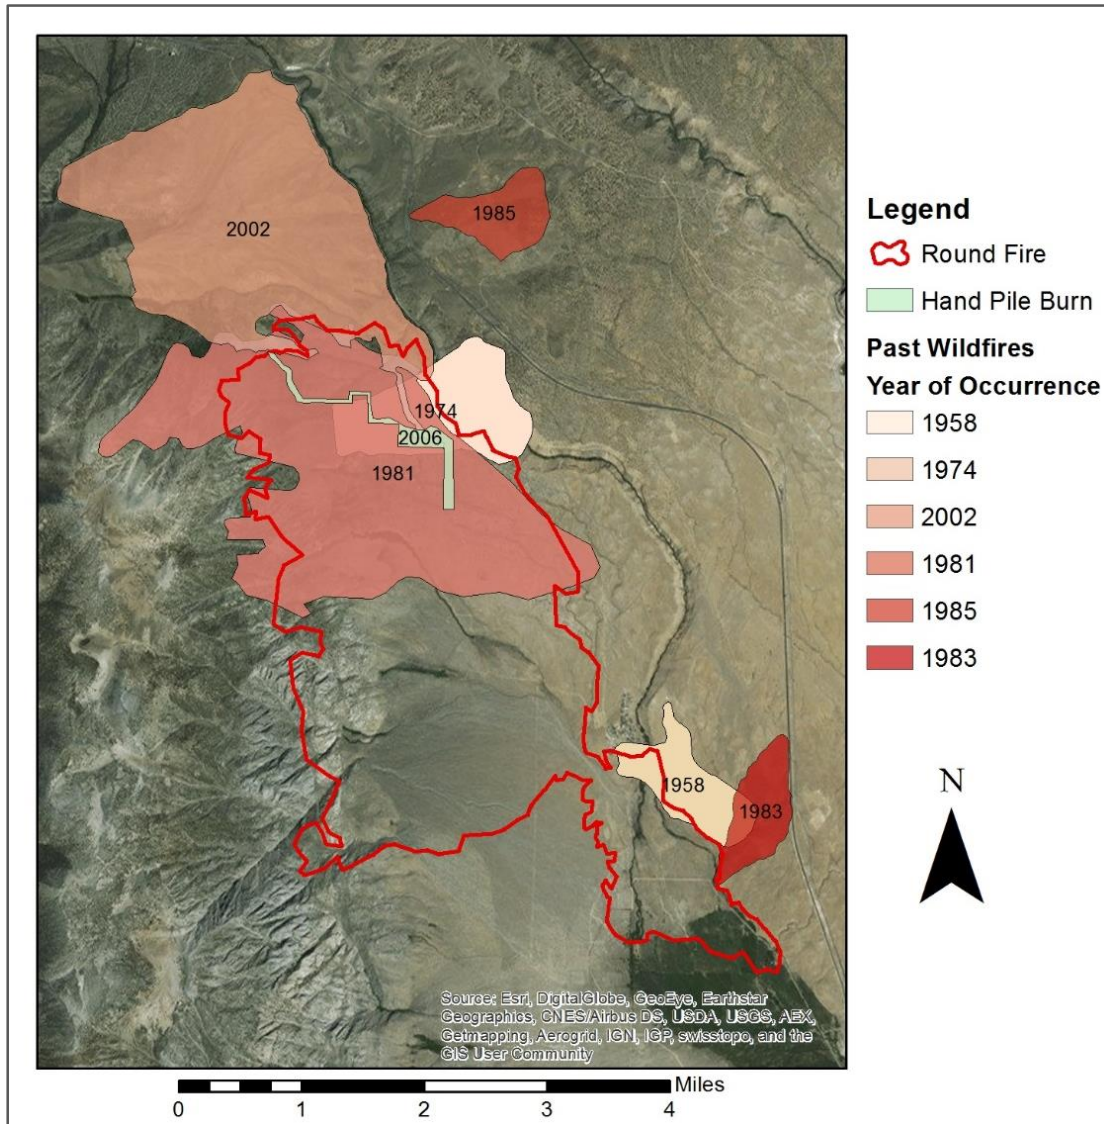 2002
1985
1974
2006
1981
1958
1983
Source: Esri, DigitalGlobe, GeoEye, Earthstar
Geographics, CNES/Airbus DS, USDA, USGS, AEX,
Getmapping, Aerogrid, IGN, IGP, swisstopo, and the
GIS User Community
Legend
Round Fire
Hand Pile Burn
Past Wildfires
Year of Occurrence
1958
1974
2002
1981
1985
1983
N
Miles
0 1 2 3 4